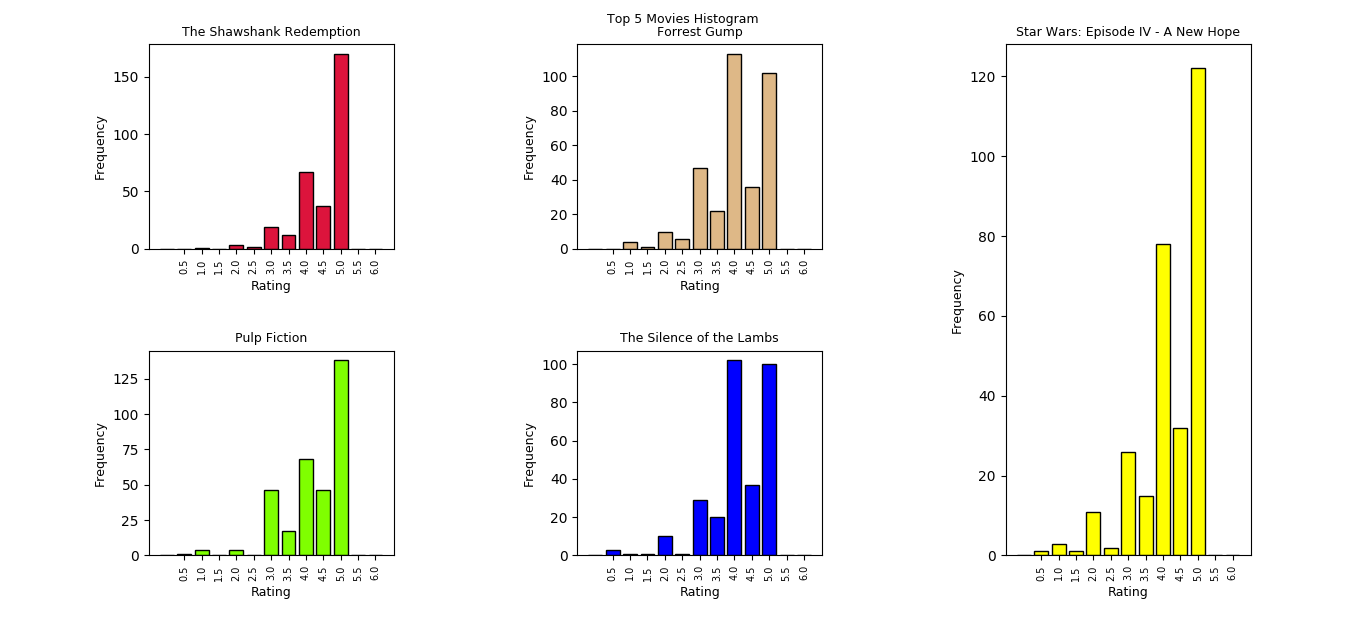 Top 5 Movies Histogram
The Shawshank Redemption
Frequency
150
100
50
0
0.5 1.0 1.5 2.0 2.5 3.0 3.5 4.0 4.5 5.0 5.5 6.0
Rating
Forrest Gump
Frequency
100
80
60
40
20
0
0.5 1.0 1.5 2.0 2.5 3.0 3.5 4.0 4.5 5.0 5.5 6.0
Rating
Star Wars: Episode IV - A New Hope
Frequency
120
100
80
60
40
20
0
0.5 1.0 1.5 2.0 2.5 3.0 3.5 4.0 4.5 5.0 5.5 6.0
Rating
Pulp Fiction
Frequency
125
100
75
50
25
0
0.5 1.0 1.5 2.0 2.5 3.0 3.5 4.0 4.5 5.0 5.5 6.0
Rating
The Silence of the Lambs
Frequency
100
80
60
40
20
0
0.5 1.0 1.5 2.0 2.5 3.0 3.5 4.0 4.5 5.0 5.5 6.0
Rating